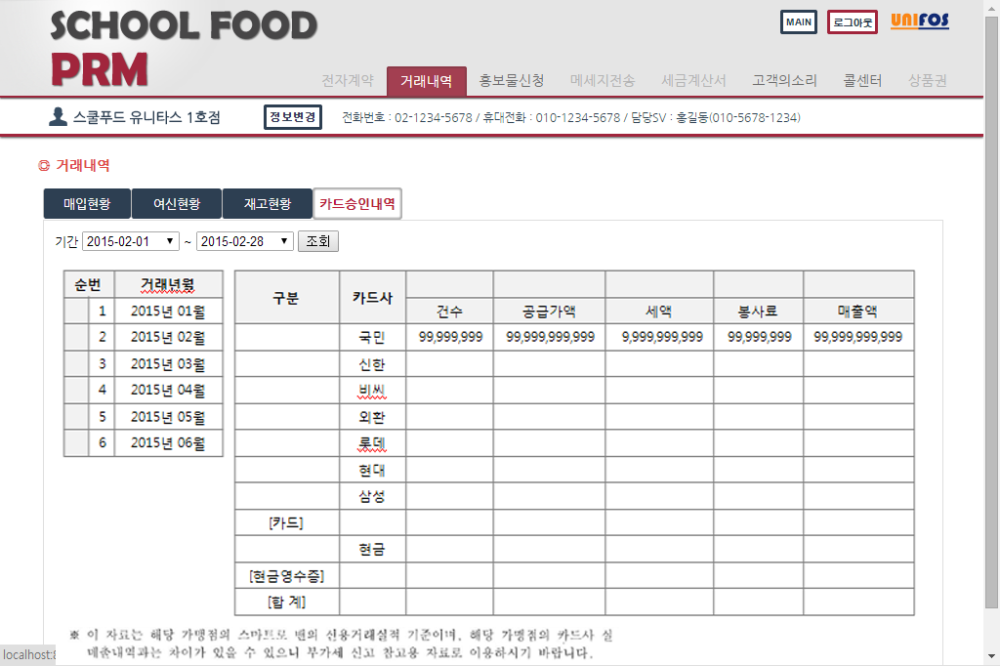 SCHOOL FOOD
PRM
MAIN 로그아웃 UNIFOS
전자계약 거래내역 홍보물신청 메세지전송 세금계산서 고객의소리 콜센터 상품권
스쿨푸드 유니타스 1호점 정보변경 전화번호 : 02-1234-5678 / 휴대전화 : 010-1234-5678 / 담당SV : 홍길동(010-5678-1234)
거래내역
매입현황 여신현황 재고현황 카드승인내역
기간 2015-02-01 ~ 2015-02-28 조회
순번 거래년월
1 2015년 01월
2 2015년 02월
3 2015년 03월
4 2015년 04월
5 2015년 05월
6 2015년 06월
구분 카드사
건수 공급가액 세액 봉사료 매출액
국민 99,999,999 99,999,999,999 9,999,999,999 99,999,999 99,999,999,999
신한
비씨
외환
롯데
현대
삼성
[카드]
현금
[현금영수증]
[합 계]
※ 이 자료는 해당 가맹점의 스마트로 밴의 신용거래실적 기준이며, 해당 가맹점의 카드사 실
매출내역과는 차이가 있을 수 있으니 부가세 신고 참고용 자료로 이용하시기 바랍니다.
localhost:8